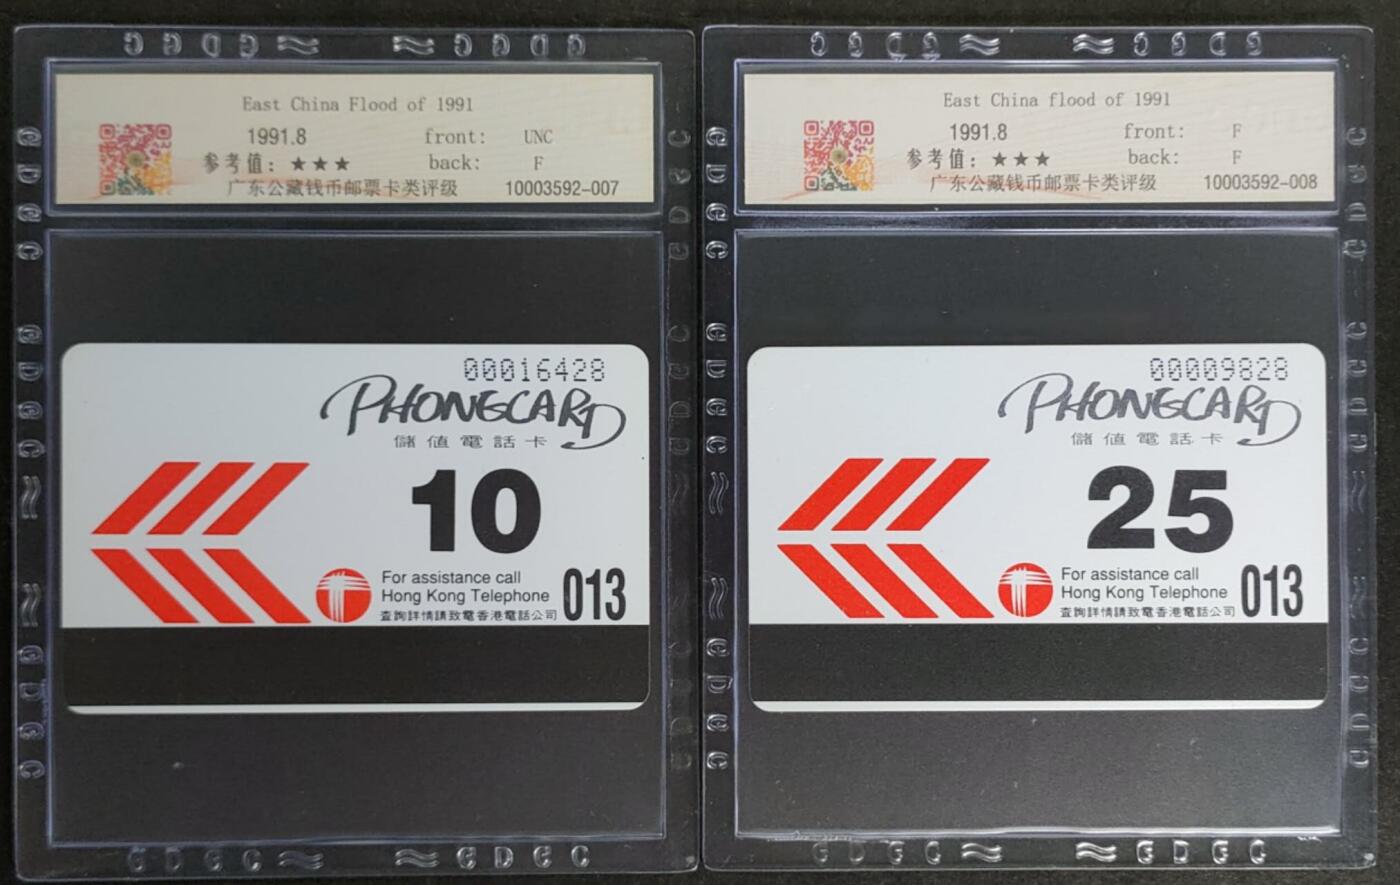 East China Flood of 1991
1991.8 front: UNC
参考值: ★★★ back: F
广东公藏钱币邮票卡类评级 10003592-007
00016428
PHONECARD
儲值電話卡
10
For assistance call
Hong Kong Telephone
查詢詳情請致電香港電話公司
013
East China flood of 1991
1991.8 front: F
参考值: ★★★ back: F
广东公藏钱币邮票卡类评级 10003592-008
00009828
PHONECARD
儲值電話卡
25
For assistance call
Hong Kong Telephone
查詢詳情請致電香港電話公司
013